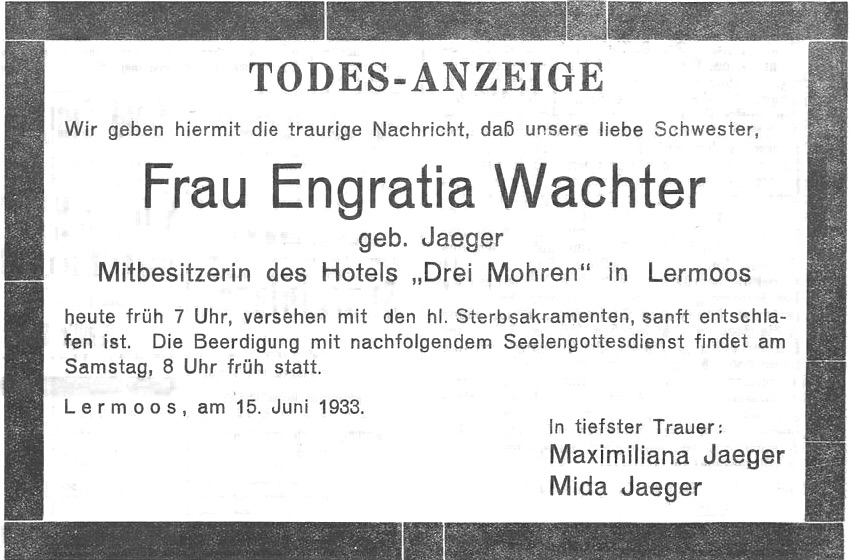 TODES-ANZEIGE
Wir geben hiermit die traurige Nachricht, daß unsere liebe Schwester,
Frau Engratia Wachter
geb. Jaeger
Mitbesitzerin des Hotels „Drei Mohren“ in Lermoos
heute früh 7 Uhr, versehen mit den hl. Sterbsakramenten, sanft entschla-
fen ist. Die Beerdigung mit nachfolgendem Seelengottesdienst findet am
Samstag, 8 Uhr früh statt.
Lermoos, am 15. Juni 1933.
In tiefster Trauer:
Maximiliana Jaeger
Mida Jaeger